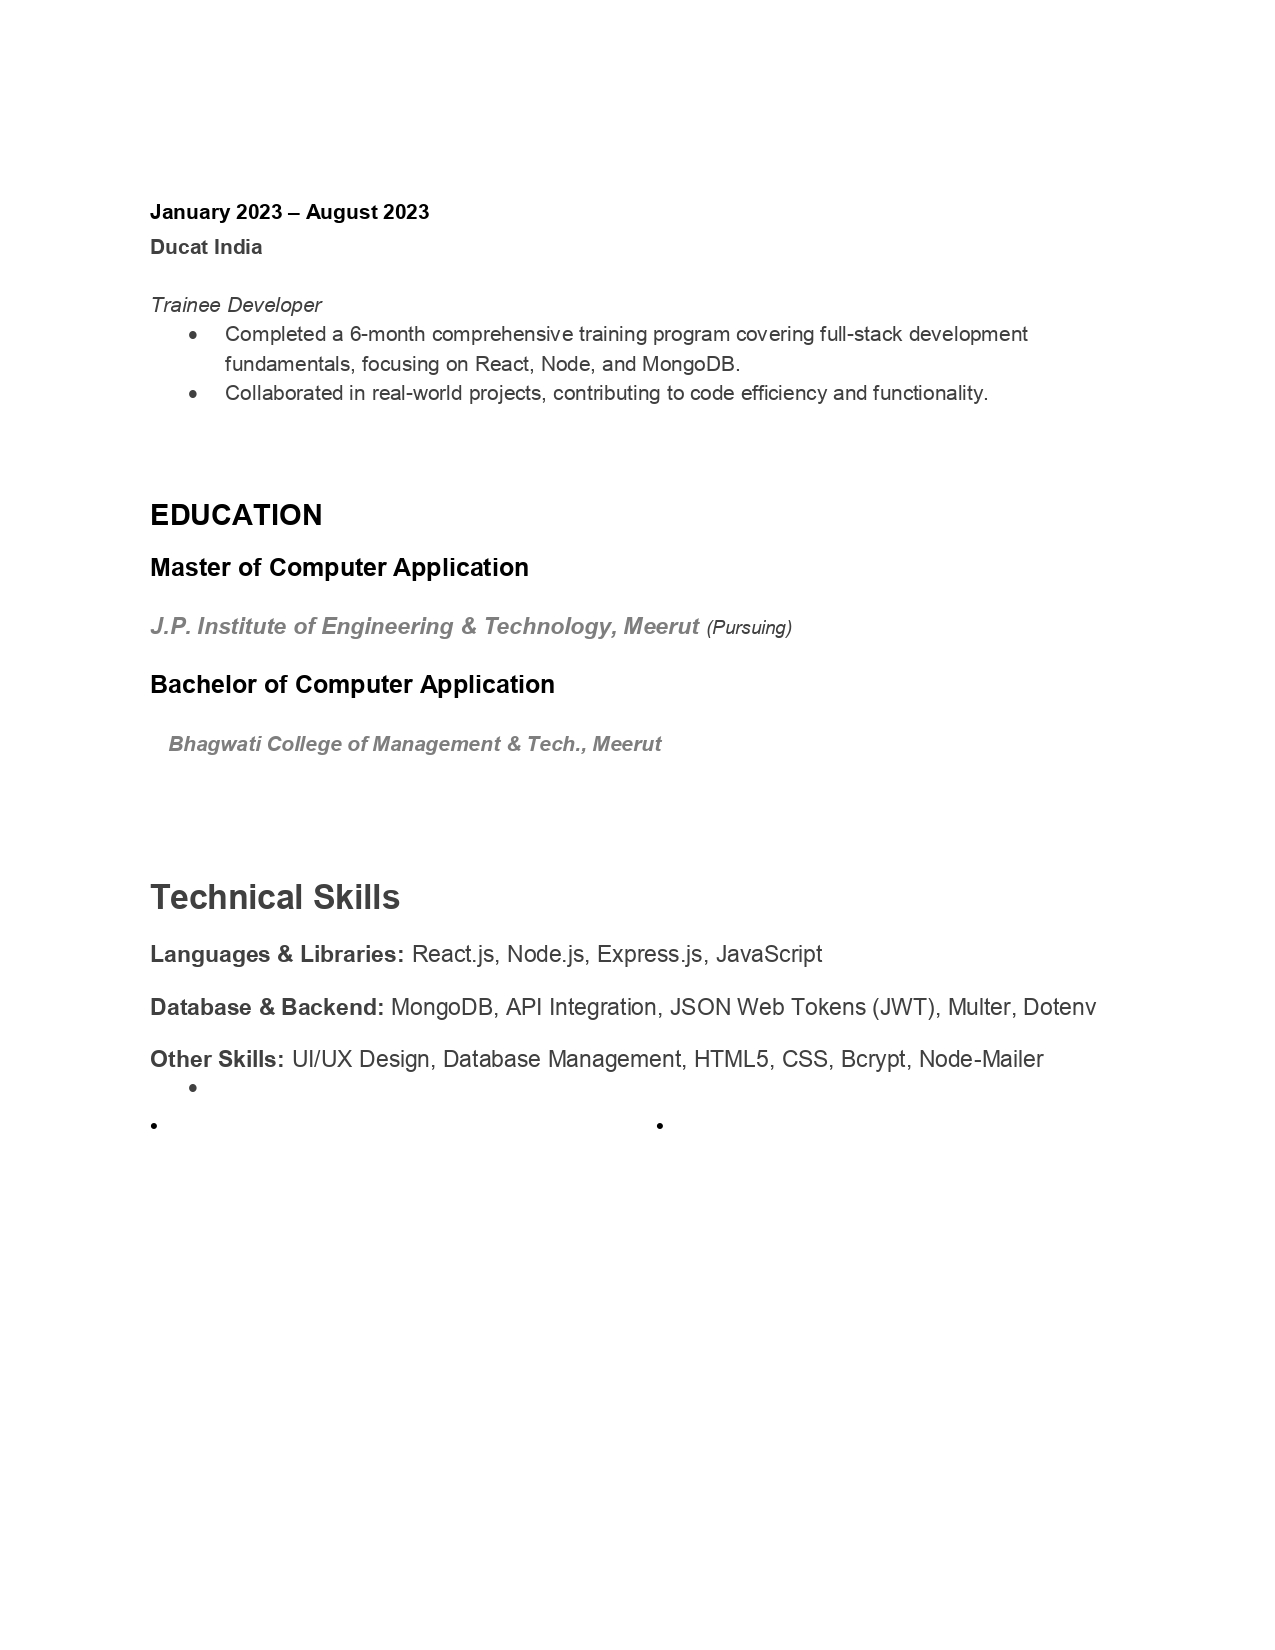 January 2023 – August 2023
Ducat India
Trainee Developer
• Completed a 6-month comprehensive training program covering full-stack development
fundamentals, focusing on React, Node, and MongoDB.
• Collaborated in real-world projects, contributing to code efficiency and functionality.
EDUCATION
Master of Computer Application
J.P. Institute of Engineering & Technology, Meerut (Pursuing)
Bachelor of Computer Application
Bhagwati College of Management & Tech., Meerut
Technical Skills
Languages & Libraries: React.js, Node.js, Express.js, JavaScript
Database & Backend: MongoDB, API Integration, JSON Web Tokens (JWT), Multer, Dotenv
Other Skills: UI/UX Design, Database Management, HTML5, CSS, Bcrypt, Node-Mailer
•
• •